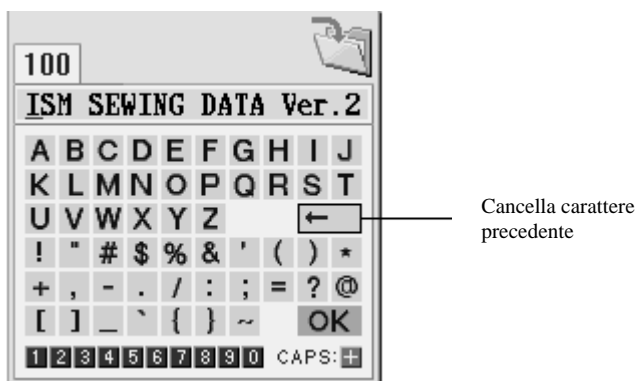 100
ISM SEWING DATA Ver.2
A B C D E F G H I J
K L M N O P Q R S T
U V W X Y Z ←
Cancella carattere
precedente
! " # $ % & ' ( ) *
+ , - . / : ; = ? @
[ ] _ ` { } ~ OK
1 2 3 4 5 6 7 8 9 0 CAPS: +